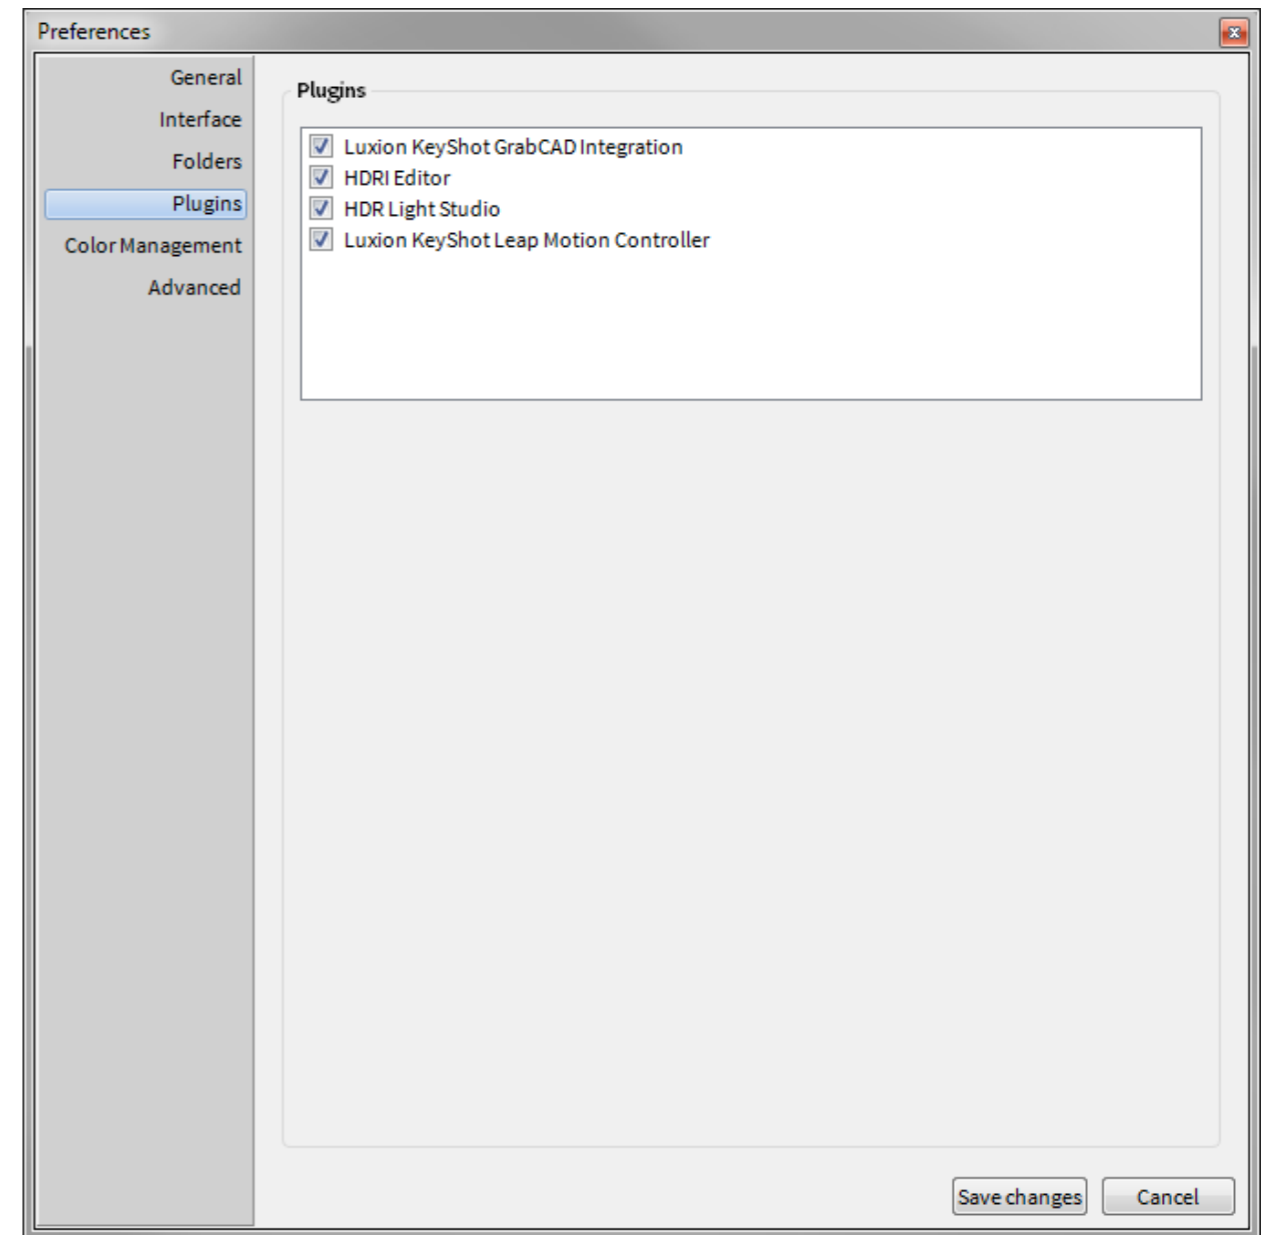 Preferences
General
Interface
Folders
Plugins
Color Management
Advanced
Plugins
Luxion KeyShot GrabCAD Integration
HDRI Editor
HDR Light Studio
Luxion KeyShot Leap Motion Controller
Save changes
Cancel